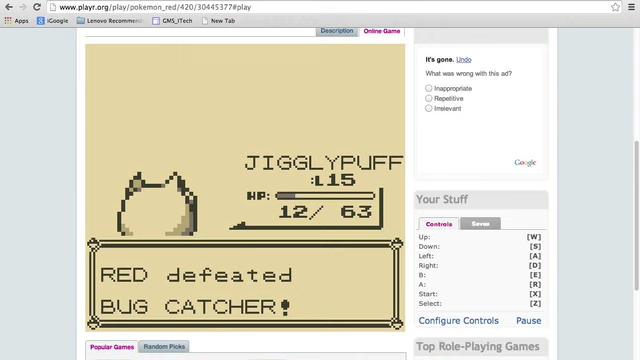 www.playr.org/play/pokemon_red/420/30445377#play
Apps iGoogle Lenovo Recommend GMS_ITech New Tab
Description Online Game
JIGGLYPUFF
:L15
HP:
12/ 63
RED defeated
BUG CATCHER!
Popular Games Random Picks
It's gone. Undo
What was wrong with this ad?
Inappropriate
Repetitive
Irrelevant
Google
Your Stuff
Controls Saves
Up: [W]
Down: [S]
Left: [A]
Right: [D]
B: [E]
A: [R]
Start: [X]
Select: [Z]
Configure Controls Pause
Top Role-Playing Games